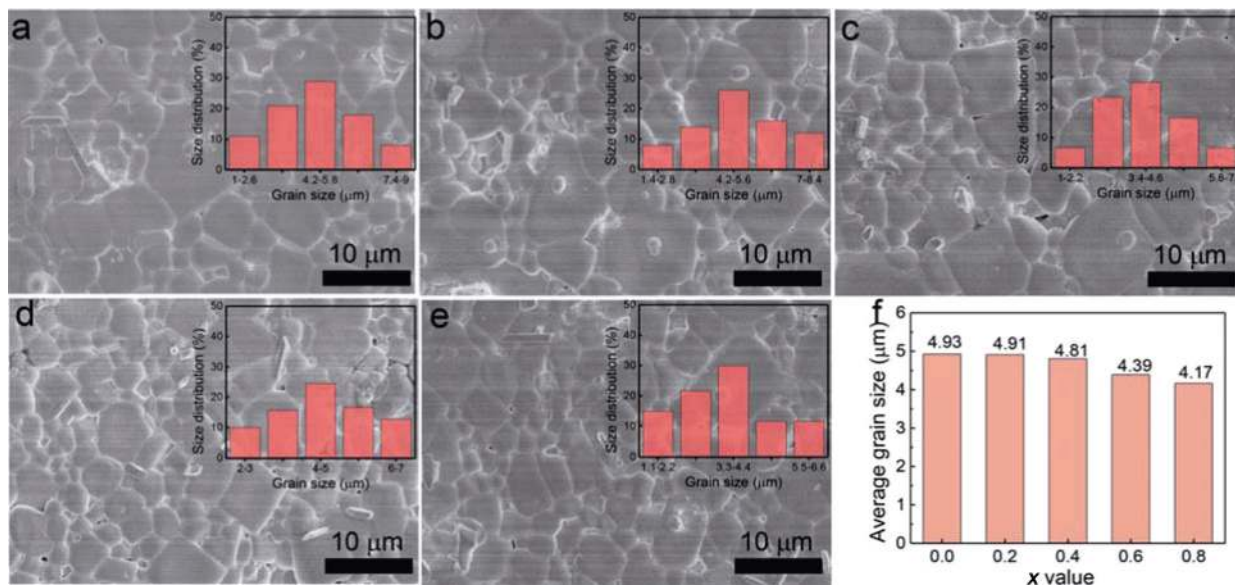 a
50
40
30
20
10
0
Size distribution (%)
1-2.6 4.2-5.8 7.4-9
Grain size (μm)
10 μm
b
50
40
30
20
10
0
Size distribution (%)
1.4-2.8 4.2-5.6 7-8.4
Grain size (μm)
10 μm
c
50
40
30
20
10
0
Size distribution (%)
1-2.2 3.4-4.6 5.8-7
Grain size (μm)
10 μm
d
50
40
30
20
10
0
Size distribution (%)
2-3 4-5 6-7
Grain size (μm)
10 μm
e
50
40
30
20
10
0
Size distribution (%)
1.1-2.2 3.3-4.4 5.5-6.6
Grain size (μm)
10 μm
f
6
5
4
3
2
1
0
Average grain size (μm)
4.93 4.91 4.81 4.39 4.17
0.0 0.2 0.4 0.6 0.8
x value